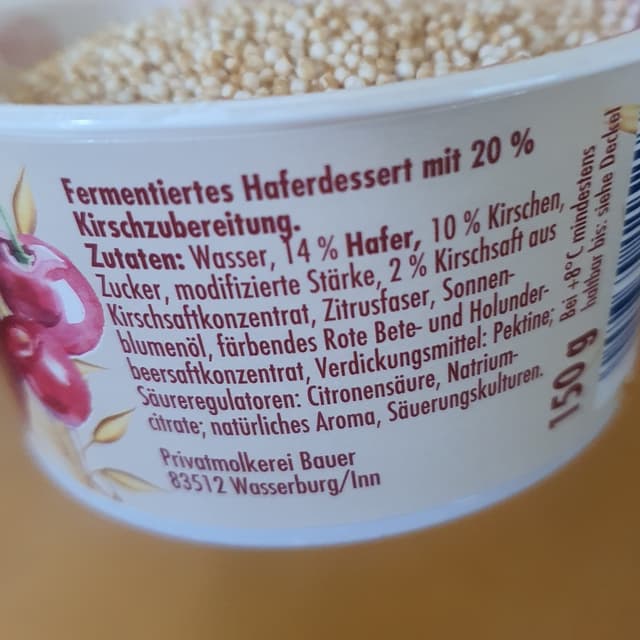 Fermentiertes Haferdessert mit 20 %
Kirschzubereitung.
Zutaten: Wasser, 14 % Hafer, 10 % Kirschen,
Zucker, modifizierte Stärke, 2 % Kirschsaft aus
Kirschsaftkonzentrat, Zitrusfaser, Sonnen-
blumenöl, färbendes Rote Bete- und Holunder-
beersaftkonzentrat, Verdickungsmittel: Pektine;
Säureregulatoren: Citronensäure, Natrium-
citrate; natürliches Aroma, Säuerungskulturen.
Privatmolkerei Bauer
83512 Wasserburg/Inn
150 g
Bei +8°C mindestens
haltbar bis: siehe Deckel